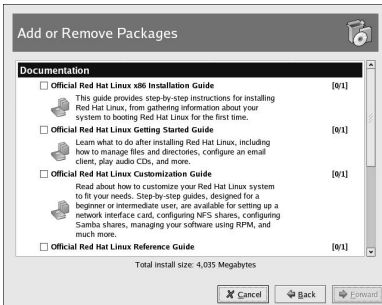 Add or Remove Packages
Documentation
Official Red Hat Linux x86 Installation Guide [0/1]
This guide provides step-by-step instructions for installing
Red Hat Linux, from gathering information about your
system to booting Red Hat Linux for the first time.
Official Red Hat Linux Getting Started Guide [0/1]
Learn what to do after installing Red Hat Linux, including
how to manage files and directories, configure an email
client, play audio CDs, and more.
Official Red Hat Linux Customization Guide [0/1]
Read about how to customize your Red Hat Linux system
to fit your needs. Step-by-step guides, designed for a
beginner or intermediate user, are available for setting up a
network interface card, configuring NFS shares, configuring
Samba shares, managing your software using RPM, and
much more.
Official Red Hat Linux Reference Guide [0/1]
Total install size: 4,035 Megabytes
Cancel Back Forward